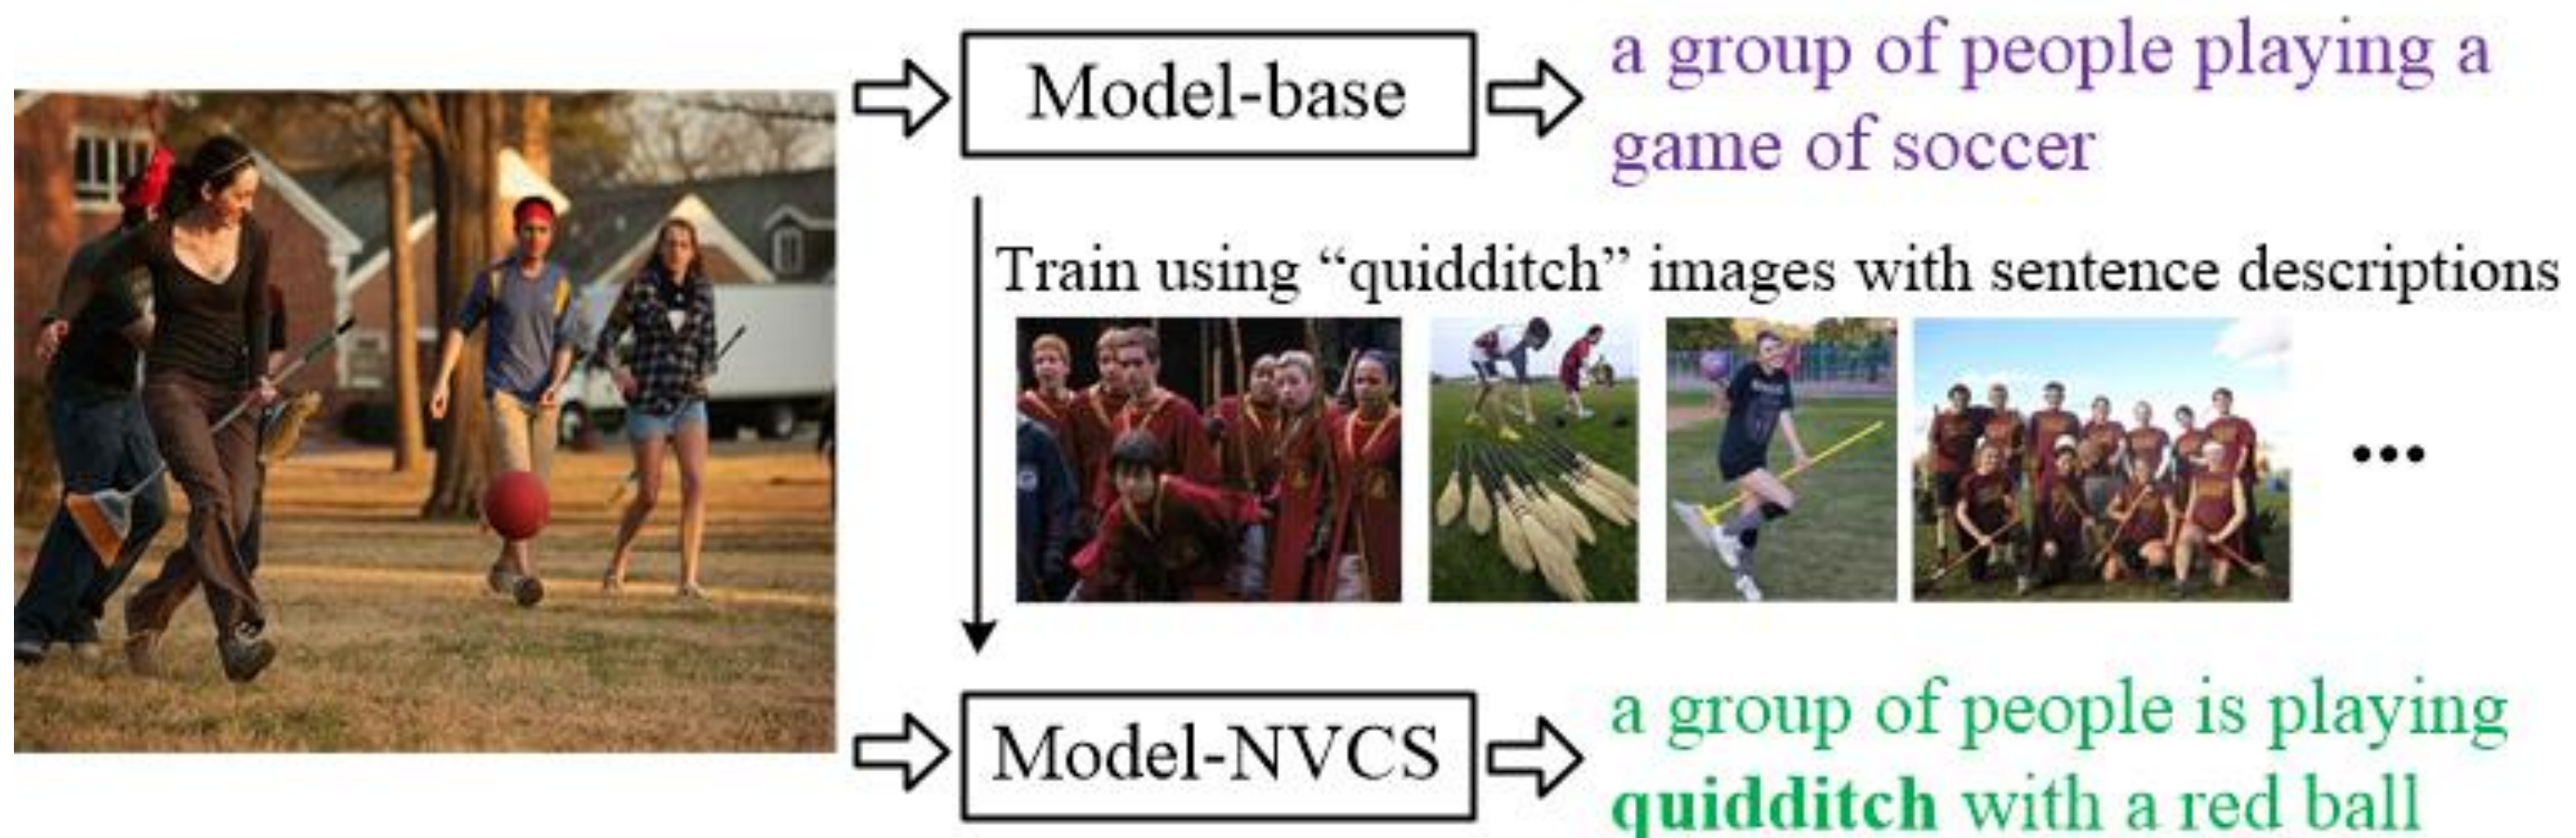 Model-base
a group of people playing a
game of soccer
Train using “quidditch” images with sentence descriptions
...
Model-NVCS
a group of people is playing
quidditch with a red ball